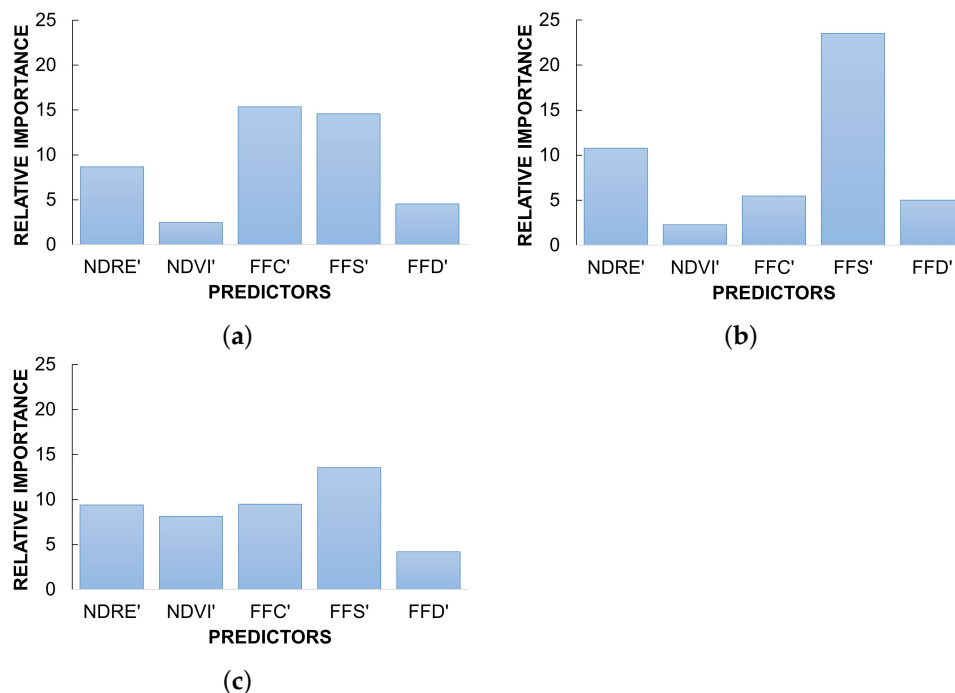 RELATIVE IMPORTANCE
25
20
15
10
5
0
NDRE' NDVI' FFC' FFS' FFD'
PREDICTORS
(a)
RELATIVE IMPORTANCE
25
20
15
10
5
0
NDRE' NDVI' FFC' FFS' FFD'
PREDICTORS
(b)
RELATIVE IMPORTANCE
25
20
15
10
5
0
NDRE' NDVI' FFC' FFS' FFD'
PREDICTORS
(c)